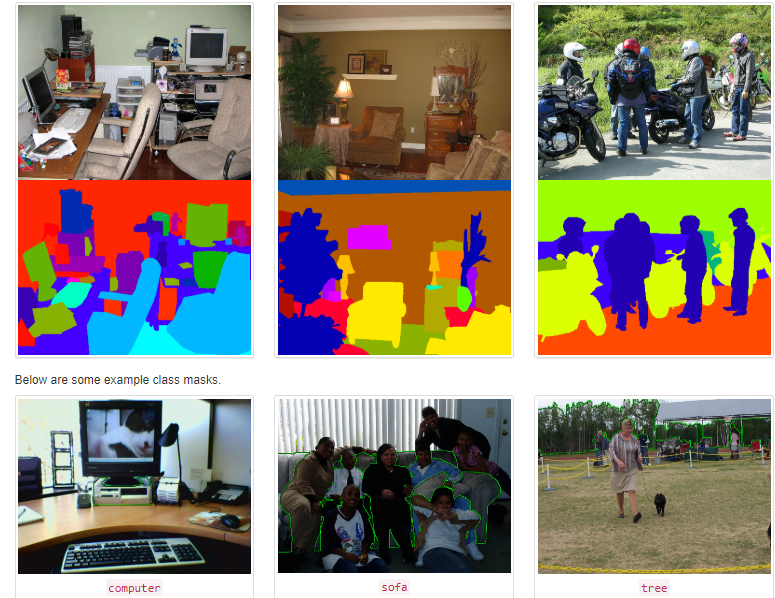 Below are some example class masks.
computer
sofa
tree